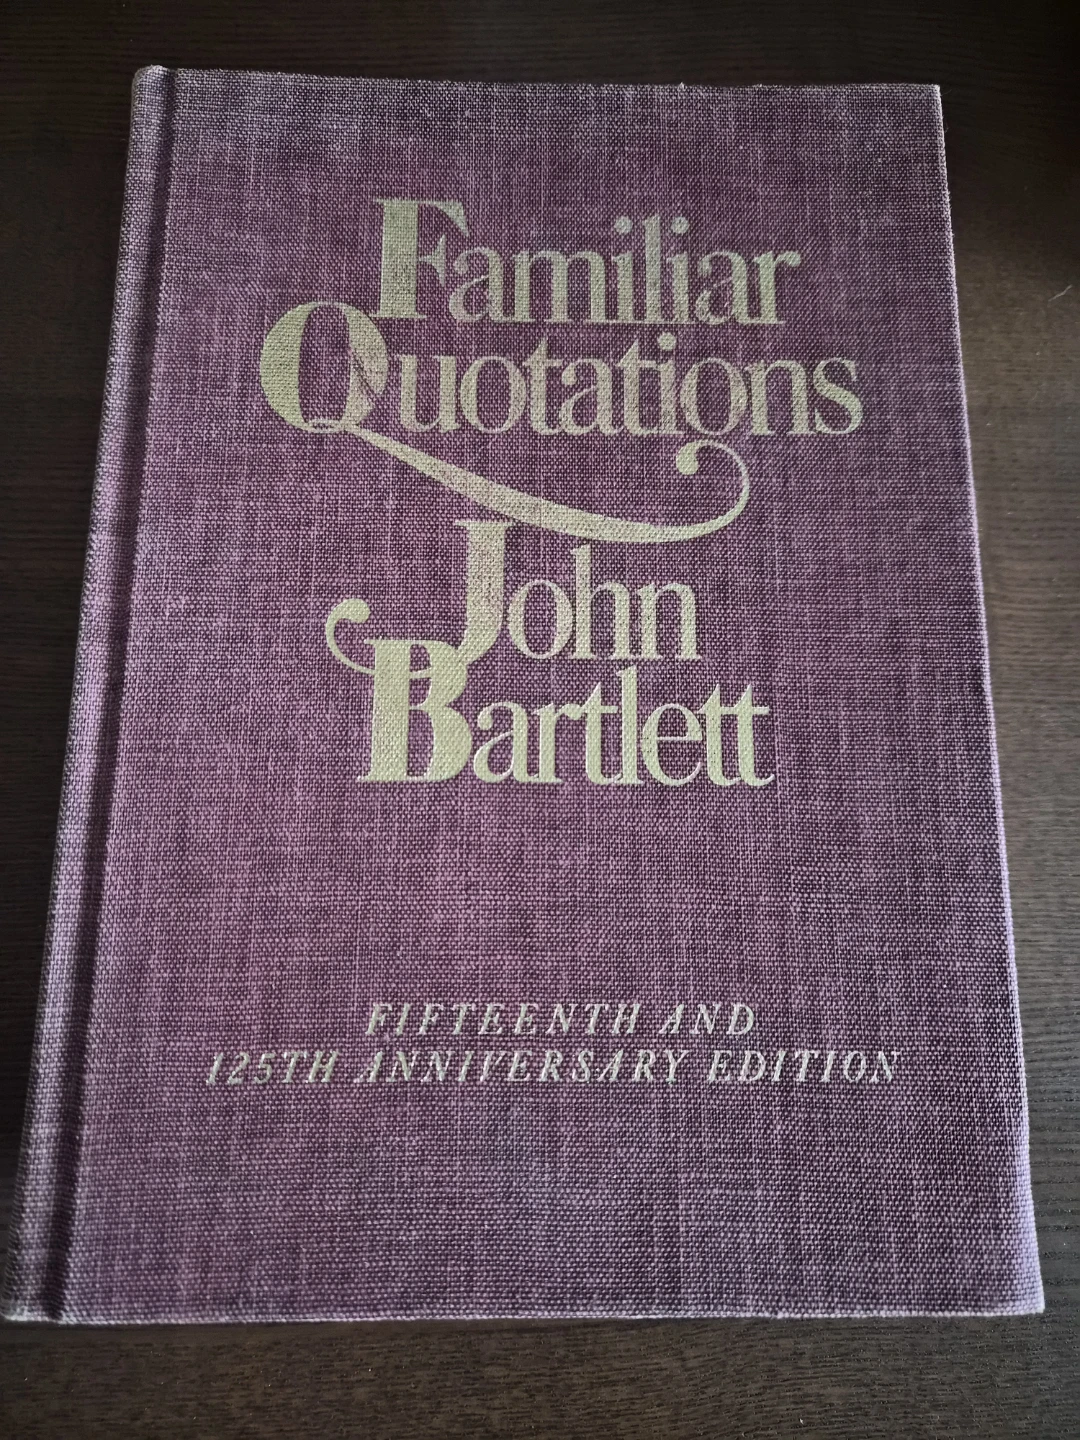 Familiar
Quotations
John
Bartlett
FIFTEENTH AND
125TH ANNIVERSARY EDITION